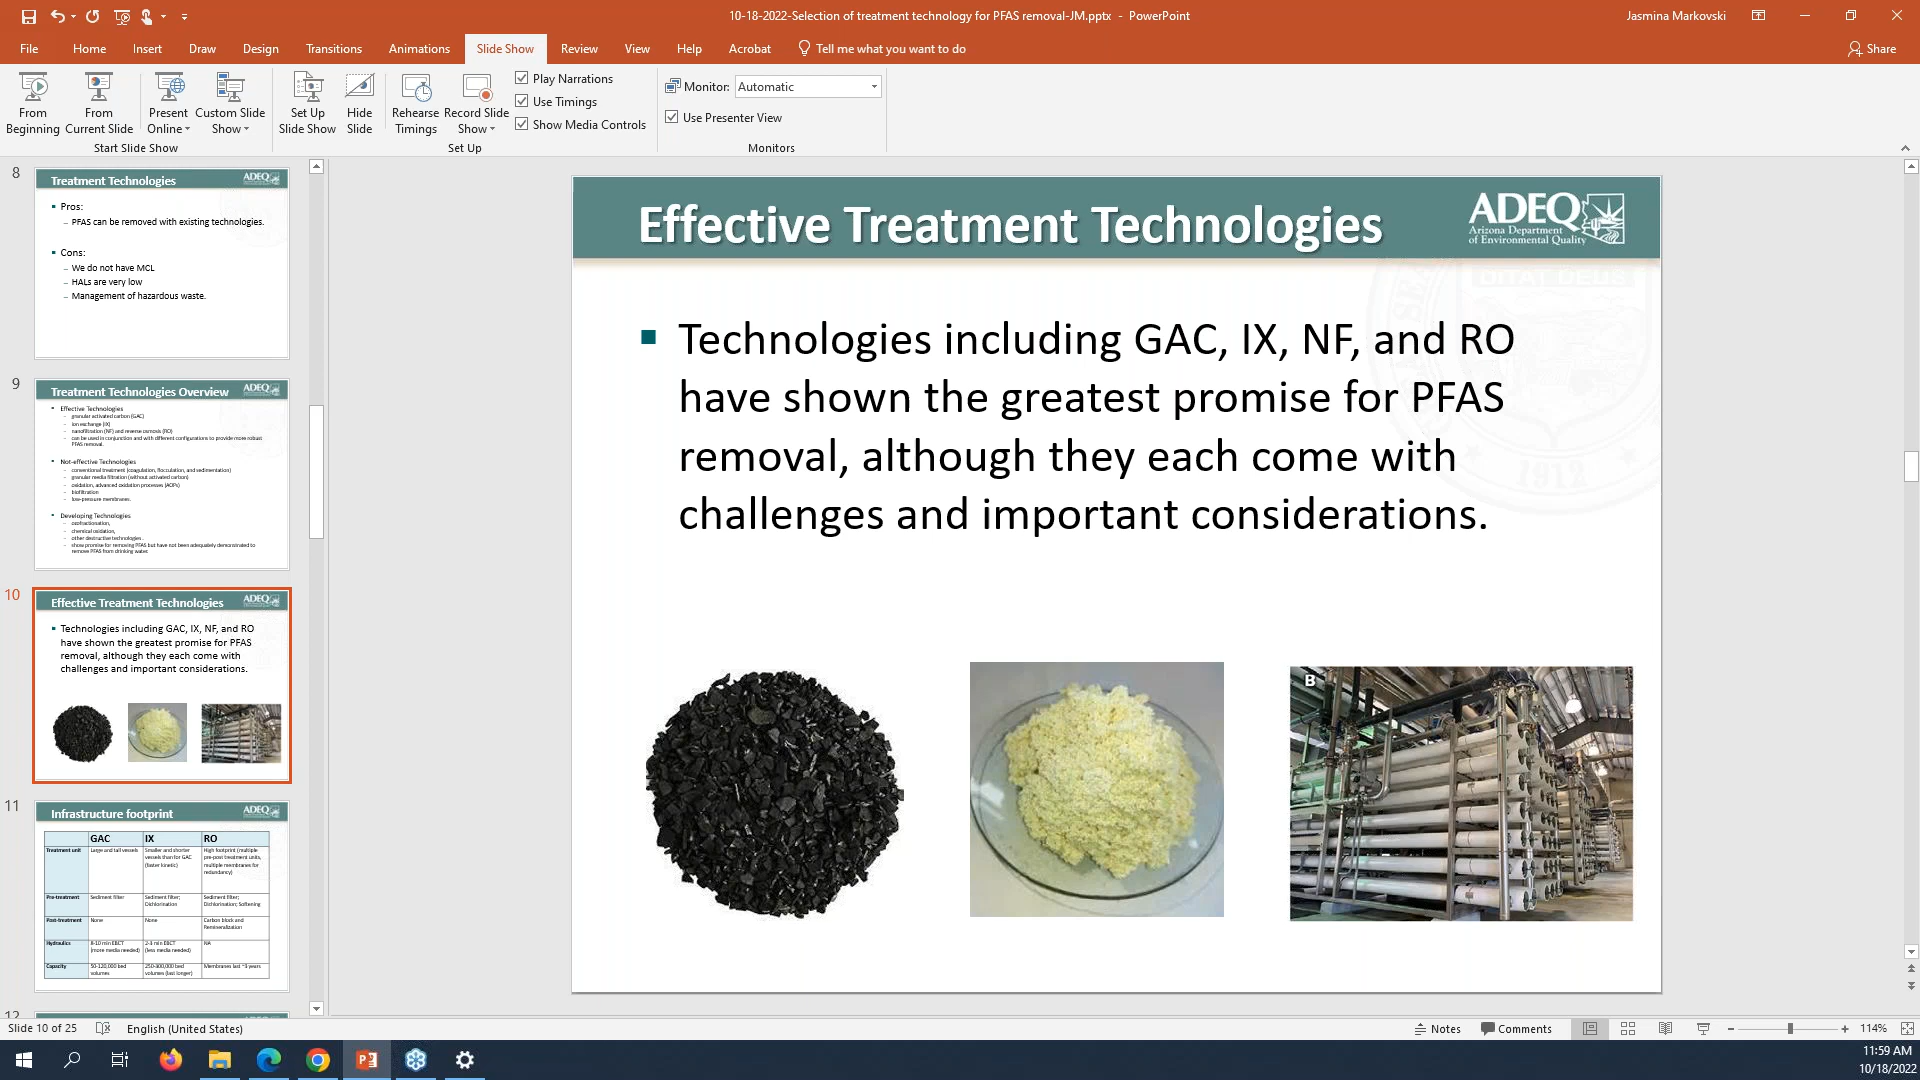 10-18-2022-Selection of treatment technology for PFAS removal-JM.pptx - PowerPoint
Jasmina Markovski
File Home Insert Draw Design Transitions Animations Slide Show Review View Help Acrobat Tell me what you want to do
Share
From Beginning
From Current Slide
Present Online
Custom Slide Show
Start Slide Show
Set Up Slide Show
Hide Slide
Rehearse Timings
Record Slide Show
Play Narrations
Use Timings
Show Media Controls
Set Up
Monitor: Automatic
Use Presenter View
Monitors
8
Treatment Technologies
ADEQ
Pros:
– PFAS can be removed with existing technologies.
Cons:
– We do not have MCL
– HALs are very low
– Management of hazardous waste.
9
Treatment Technologies Overview
ADEQ
Effective Technologies
– granular activated carbon (GAC)
– ion exchange (IX)
– nanofiltration (NF) and reverse osmosis (RO)
– can be used in conjunction and with different configurations to provide more robust
PFAS removal.
Not-effective Technologies
– conventional treatment (coagulation, flocculation, and sedimentation)
– granular media filtration (without activated carbon)
– oxidation, advanced oxidation processes (AOPs)
– biofiltration
– low-pressure membranes.
Developing Technologies
– chemical oxidation,
– other destructive technologies.
– show promise for removing PFAS but have not been adequately demonstrated to
remove PFAS from drinking water.
10
Effective Treatment Technologies
ADEQ
Technologies including GAC, IX, NF, and RO
have shown the greatest promise for PFAS
removal, although they each come with
challenges and important considerations.
11
Infrastructure footprint
ADEQ
GAC IX RO
Treatment unit
Large and tall vessels
Smaller and shorter
vessels than for GAC
(faster kinetic)
High footprint (multiple
pre-post treatment units,
multiple membranes for
redundancy)
Pre-treatment
Sediment filter
Sediment filter;
Dichlorination
Sediment filter;
Dichlorination; Softening
Post-treatment
None
None
Carbon block and
Remineralization
Hydraulics
8-10 min EBCT
(more media needed)
2-3 min EBCT
(less media needed)
NA
Capacity
50-120,000 bed
volumes
250-300,000 bed
volumes (last longer)
Membranes last ~3 years
12
Effective Treatment Technologies
ADEQ
Arizona Department
of Environmental Quality
DITAT DEUS
1912
Technologies including GAC, IX, NF, and RO
have shown the greatest promise for PFAS
removal, although they each come with
challenges and important considerations.
B
Slide 10 of 25
English (United States)
Notes
Comments
114%
11:59 AM
10/18/2022